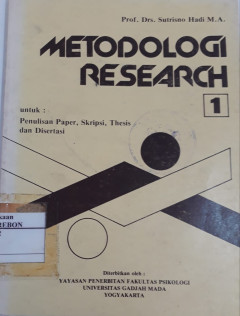 Prof. Drs. Sutrisno Hadi M.A.
METODOLOGI
RESEARCH
1
untuk :
Penulisan Paper, Skripsi, Thesis
dan Disertasi
kaan
REBON
Diterbitkan oleh :
YAYASAN PENERBITAN FAKULTAS PSIKOLOGI
UNIVERSITAS GADJAH MADA
YOGYAKARTA